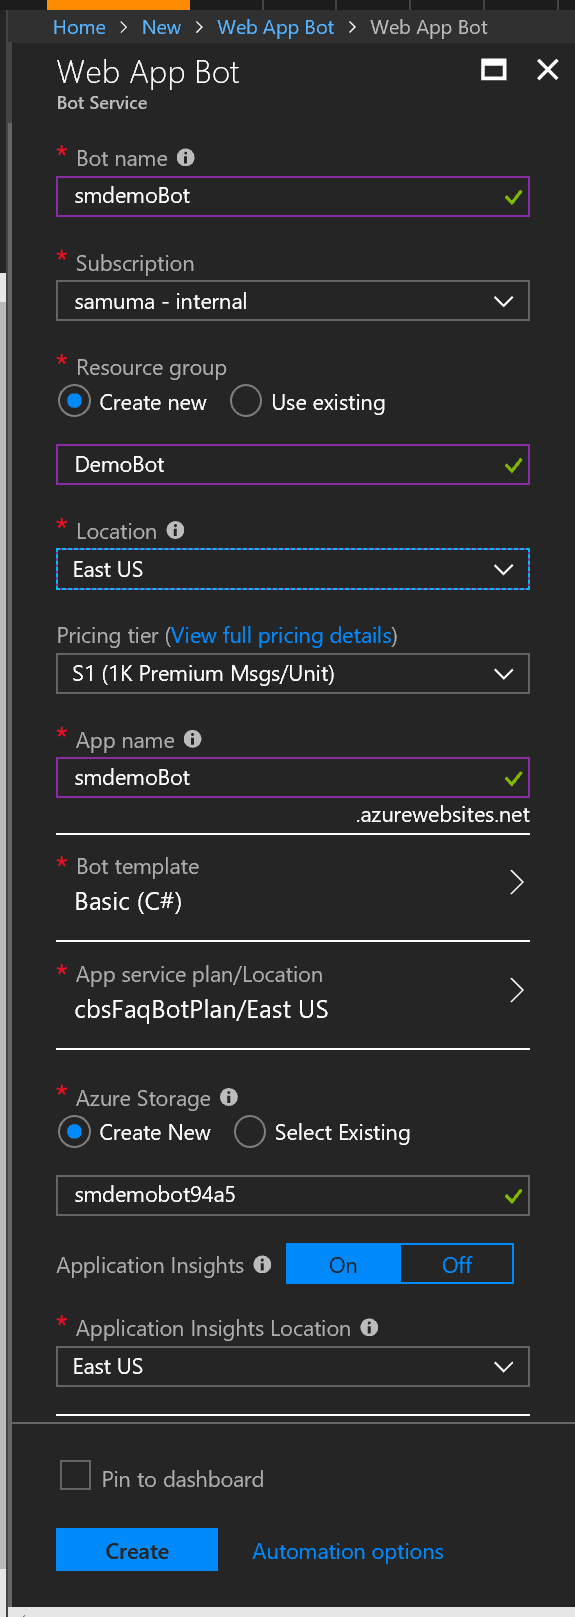 Home > New > Web App Bot > Web App Bot
Web App Bot
Bot Service
* Bot name
smdemoBot
* Subscription
samuma - internal
* Resource group
Create new Use existing
DemoBot
* Location
East US
Pricing tier (View full pricing details)
S1 (1K Premium Msgs/Unit)
* App name
smdemoBot
.azurewebsites.net
* Bot template
Basic (C#)
* App service plan/Location
cbsFaqBotPlan/East US
* Azure Storage
Create New Select Existing
smdemobot94a5
Application Insights On Off
* Application Insights Location
East US
Pin to dashboard
Create Automation options